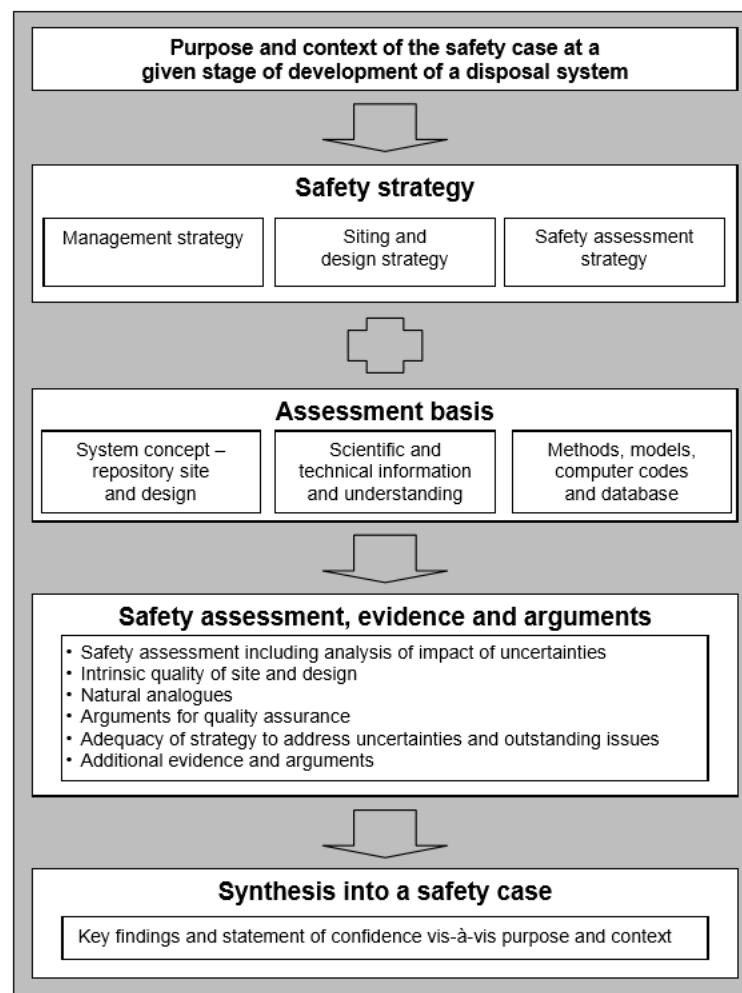 Purpose and context of the safety case at a
given stage of development of a disposal system
Safety strategy
Management strategy
Siting and
design strategy
Safety assessment
strategy
Assessment basis
System concept –
repository site
and design
Scientific and
technical information
and understanding
Methods, models,
computer codes
and database
Safety assessment, evidence and arguments
• Safety assessment including analysis of impact of uncertainties
• Intrinsic quality of site and design
• Natural analogues
• Arguments for quality assurance
• Adequacy of strategy to address uncertainties and outstanding issues
• Additional evidence and arguments
Synthesis into a safety case
Key findings and statement of confidence vis-à-vis purpose and context